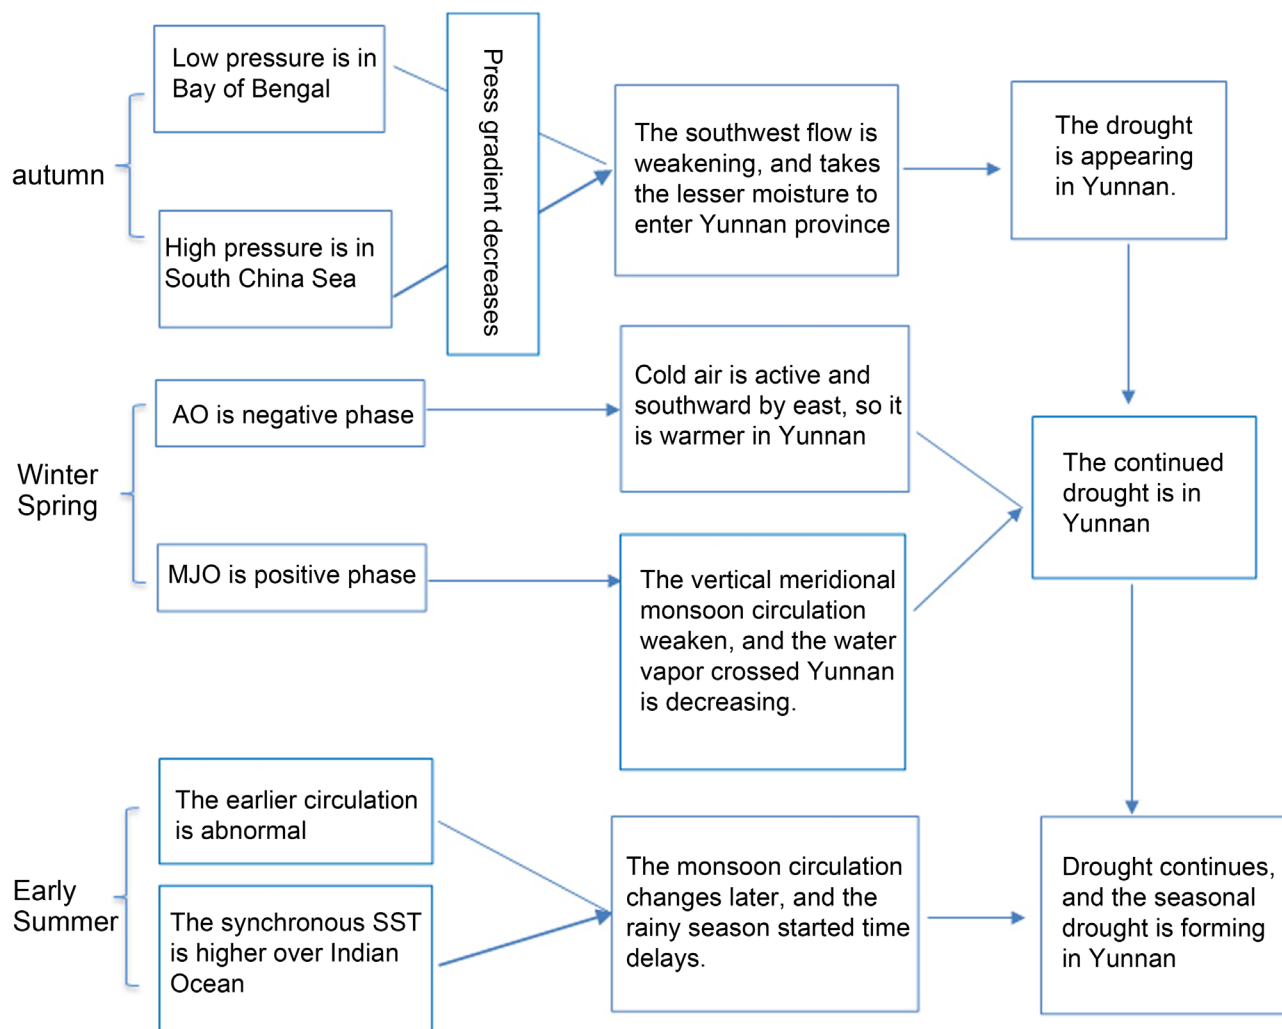 autumn
Low pressure is in
Bay of Bengal
High pressure is in
South China Sea
Press gradient decreases
The southwest flow is
weakening, and takes
the lesser moisture to
enter Yunnan province
The drought
is appearing
in Yunnan.
Winter
Spring
AO is negative phase
MJO is positive phase
Cold air is active and
southward by east, so it
is warmer in Yunnan
The vertical meridional
monsoon circulation
weaken, and the water
vapor crossed Yunnan
is decreasing.
The continued
drought is in
Yunnan
Early
Summer
The earlier circulation
is abnormal
The synchronous SST
is higher over Indian
Ocean
The monsoon circulation
changes later, and the
rainy season started time
delays.
Drought continues,
and the seasonal
drought is forming
in Yunnan